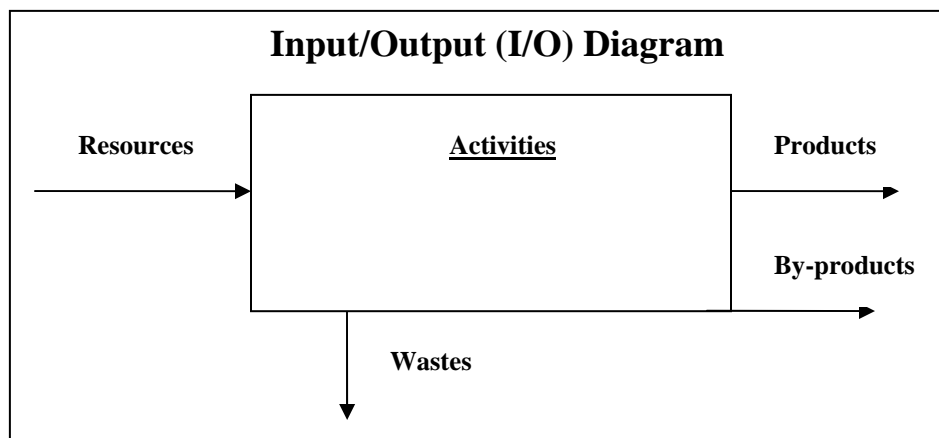 Input/Output (I/O) Diagram
Resources
Activities
Products
By-products
Wastes